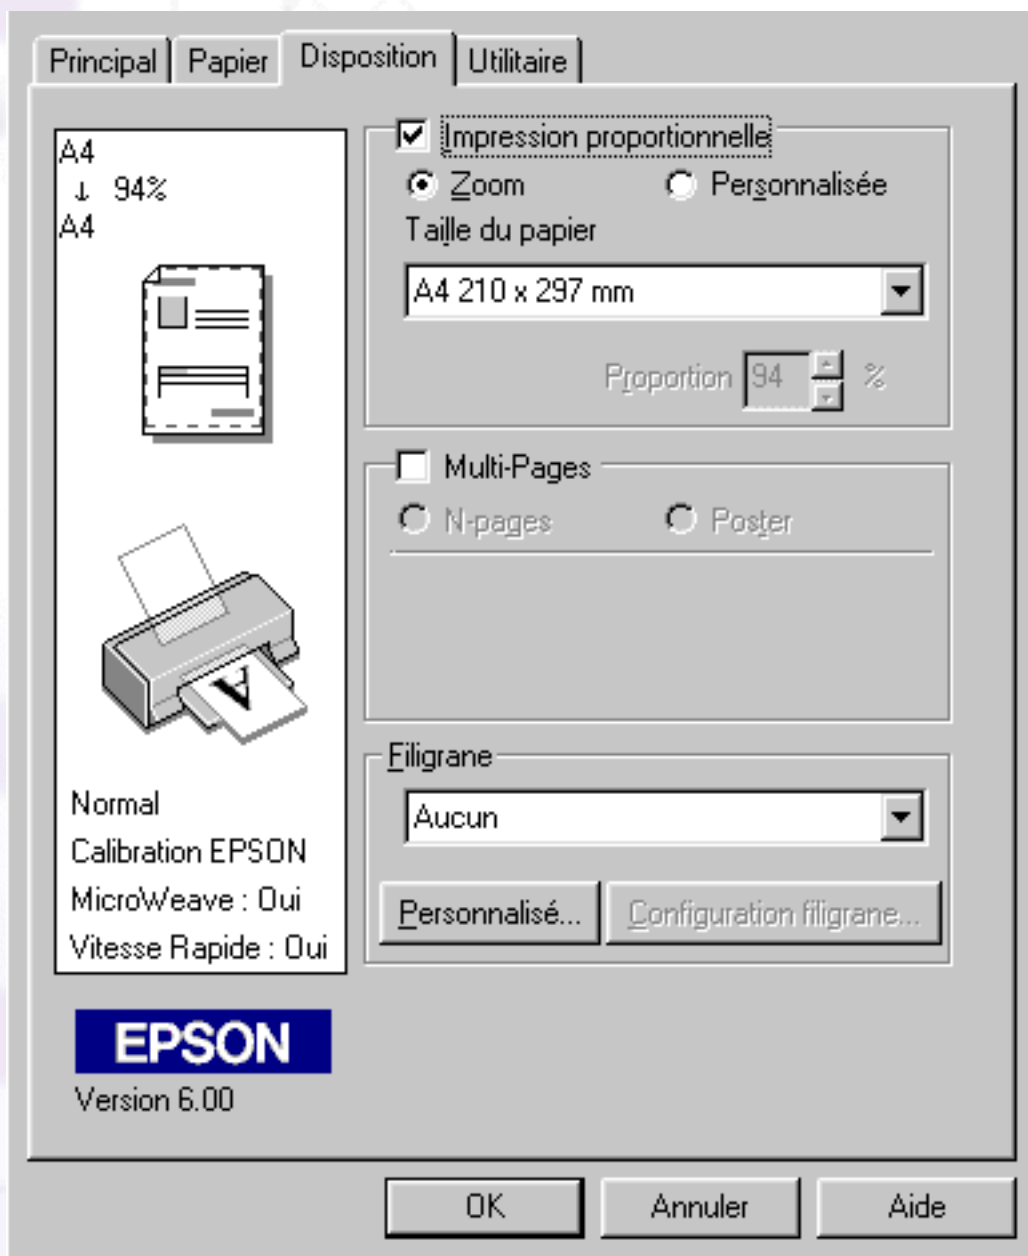 Principal Papier Disposition Utilitaire
A4
↓ 94%
A4
Normal
Calibration EPSON
MicroWeave : Oui
Vitesse Rapide : Oui
EPSON
Version 6.00
Impression proportionnelle
Zoom Personnalisée
Taille du papier
A4 210 x 297 mm
Proportion 94 %
Multi-Pages
N-pages Poster
Filigrane
Aucun
Personnalisé... Configuration filigrane...
OK Annuler Aide